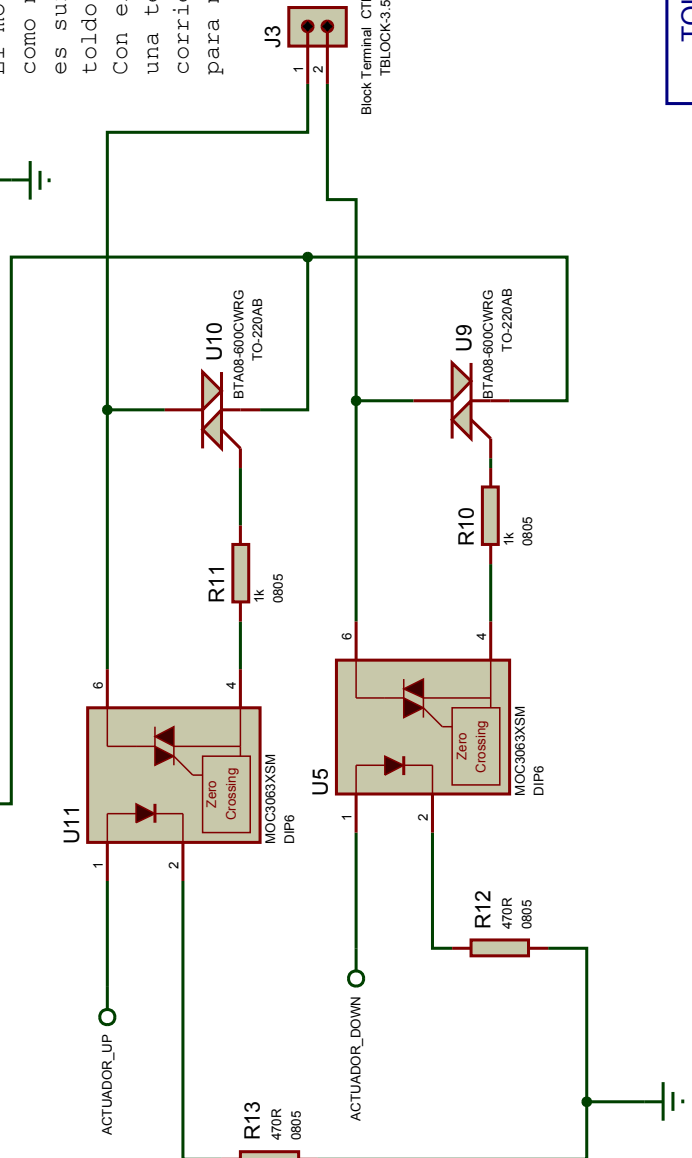 como
es su
toldo
Con e
una t
corri
para
J3
1
2
Block Terminal
TBLOCK-3.5
U10
BTA08-600CWRG
TO-220AB
U9
BTA08-600CWRG
TO-220AB
R11
1k
0805
R10
1k
0805
6
4
6
4
U11
Zero
Crossing
MOC3063XSM
DIP6
1
2
U5
Zero
Crossing
MOC3063XSM
DIP6
1
2
R12
470R
0805
ACTUADOR_UP
ACTUADOR_DOWN
R13
470R
0805